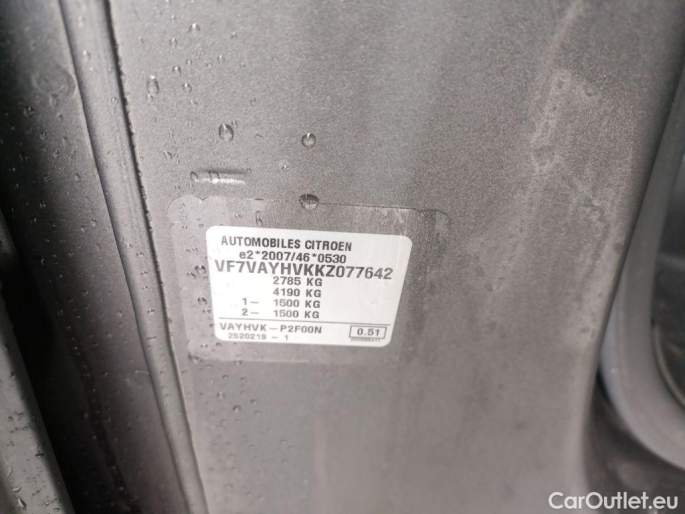 AUTOMOBILES CITROEN
e2*2007/46*0530
VF7VAYHVKKZ077642
2785 KG
4190 KG
1- 1500 KG
2- 1500 KG
VAYHVK-P2F00N 0.51
2520219 - 1
CarOutlet.eu